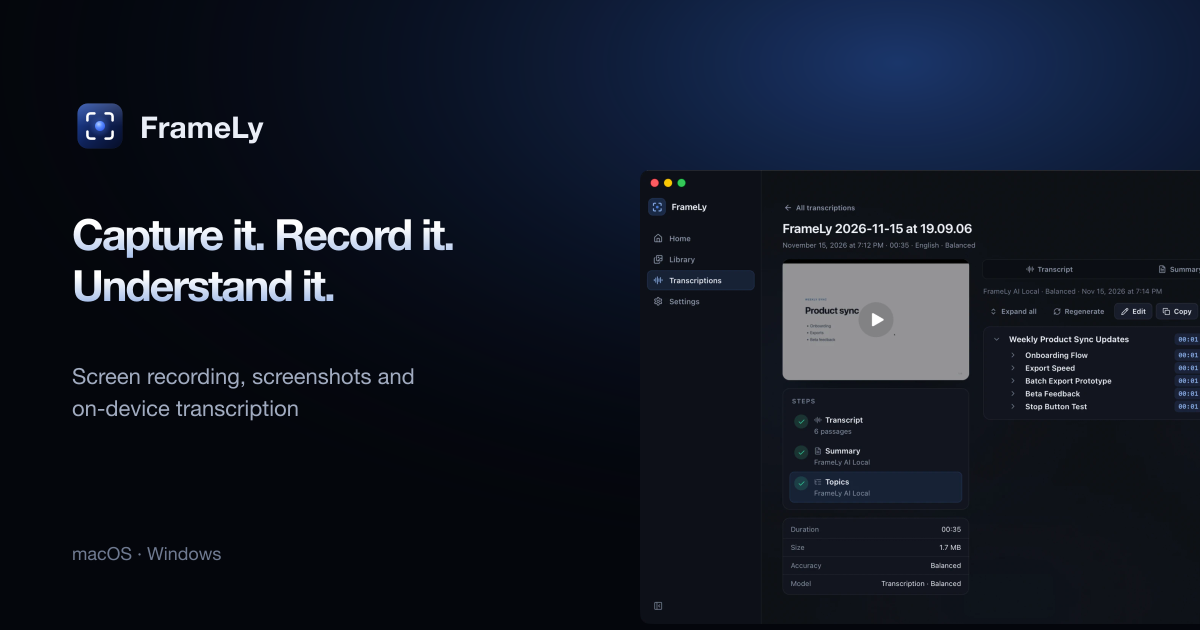 FrameLy
Capture it. Record it.
Understand it.
Screen recording, screenshots and
on-device transcription
macOS · Windows
FrameLy
Home
Library
Transcriptions
Settings
All transcriptions
FrameLy 2026-11-15 at 19.09.06
November 15, 2026 at 7:12 PM · 00:35 · English · Balanced
WEEKLY SYNC
Product sync
• Onboarding
• Exports
• Beta feedback
STEPS
Transcript
6 passages
Summary
FrameLy AI Local
Topics
FrameLy AI Local
Duration 00:35
Size 1.7 MB
Accuracy Balanced
Model Transcription · Balanced
Transcript Summary
FrameLy AI Local · Balanced · Nov 15, 2026 at 7:14 PM
Expand all Regenerate Edit Copy
Weekly Product Sync Updates 00:01
Onboarding Flow 00:01
Export Speed 00:01
Batch Export Prototype 00:01
Beta Feedback 00:01
Stop Button Test 00:01